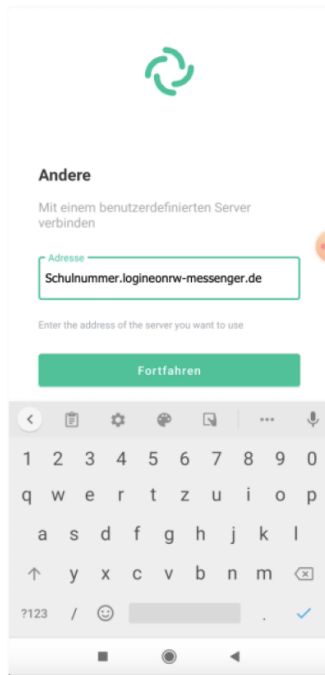 Andere
Mit einem benutzerdefinierten Server
verbinden
Adresse
Schulnummer.logineonrw-messenger.de
Enter the address of the server you want to use
Fortfahren
1 2 3 4 5 6 7 8 9 0
q w e r t z u i o p
a s d f g h j k l
y x c v b n m
?123 / .